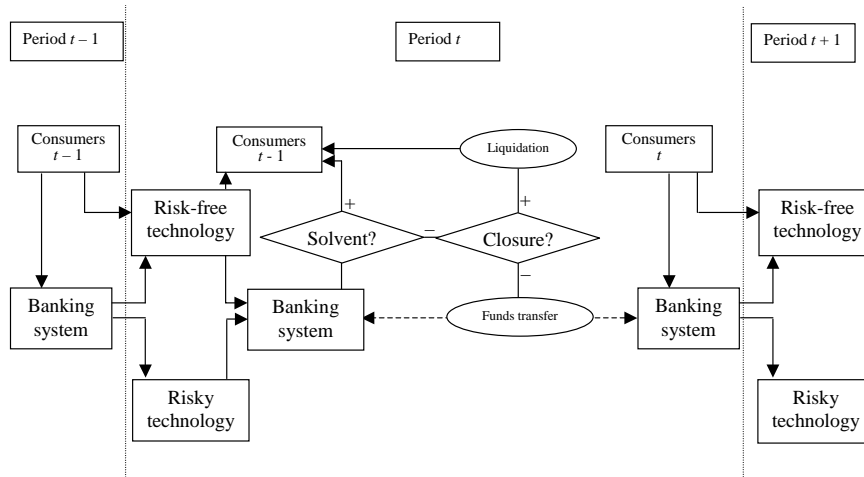 Period t – 1
Period t
Period t + 1
Consumers
t – 1
Consumers
t - 1
Liquidation
Consumers
t
Risk-free
technology
+
+
Solvent?
–
Closure?
–
Risk-free
technology
Banking
system
Banking
system
Funds transfer
Banking
system
Risky
technology
Risky
technology